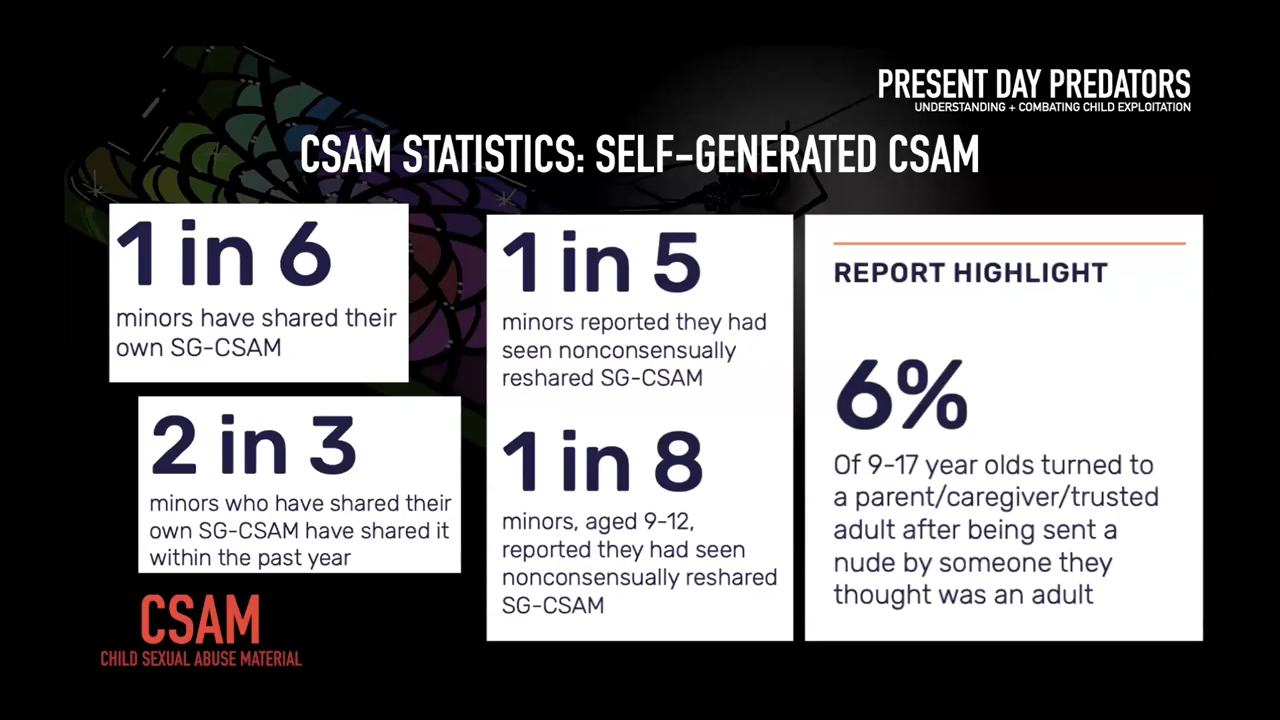 PRESENT DAY PREDATORS
UNDERSTANDING + COMBATING CHILD EXPLOITATION
CSAM STATISTICS: SELF-GENERATED CSAM
1 in 6
minors have shared their
own SG-CSAM
2 in 3
minors who have shared their
own SG-CSAM have shared it
within the past year
CSAM
CHILD SEXUAL ABUSE MATERIAL
1 in 5
minors reported they had
seen nonconsensually
reshared SG-CSAM
1 in 8
minors, aged 9-12,
reported they had seen
nonconsensually reshared
SG-CSAM
REPORT HIGHLIGHT
6%
Of 9-17 year olds turned to
a parent/caregiver/trusted
adult after being sent a
nude by someone they
thought was an adult